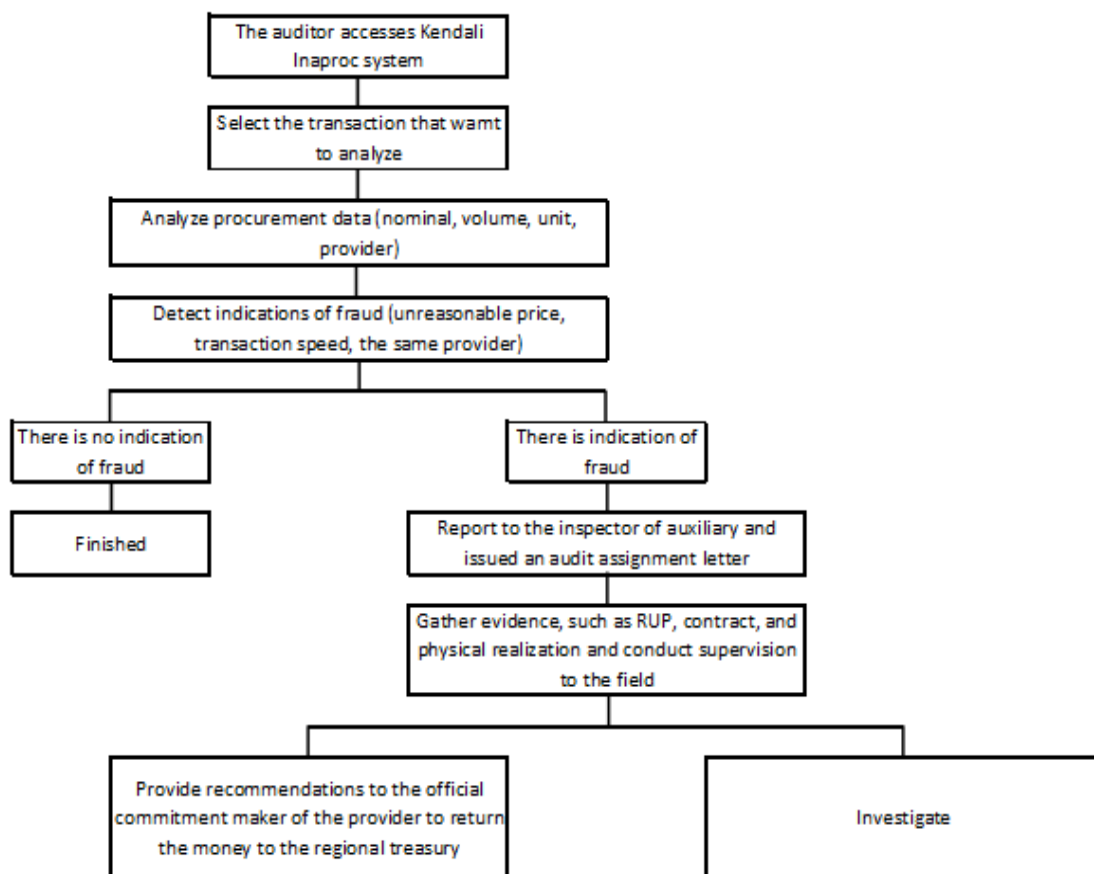 The auditor accesses Kendali
Inaproc system
Select the transaction that wamt
to analyze
Analyze procurement data (nominal, volume, unit,
provider)
Detect indications of fraud (unreasonable price,
transaction speed, the same provider)
There is no indication
of fraud
There is indication of
fraud
Finished
Report to the inspector of auxiliary and
issued an audit assignment letter
Gather evidence, such as RUP, contract, and
physical realization and conduct supervision
to the field
Provide recommendations to the official
commitment maker of the provider to return
the money to the regional treasury
Investigate